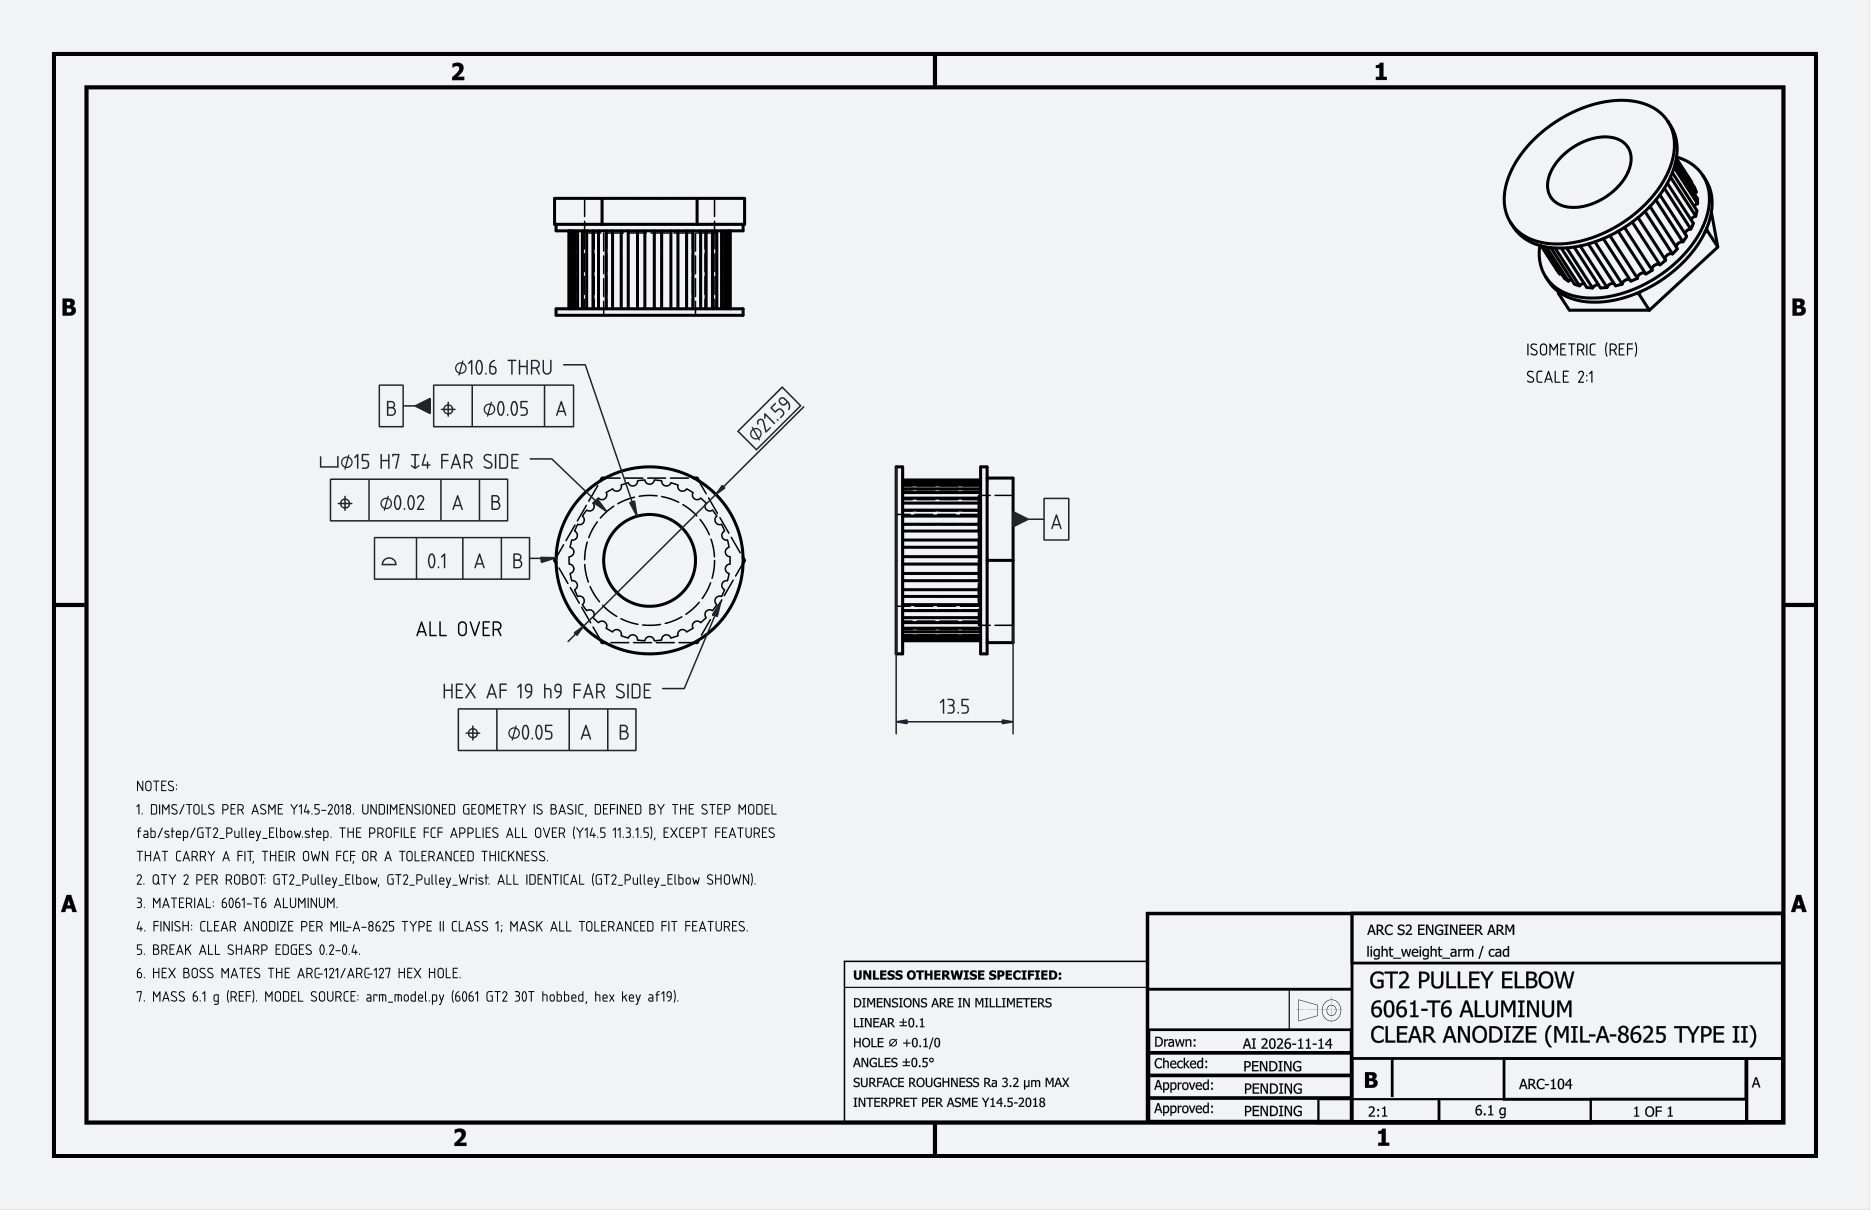 2
1
B
B
ISOMETRIC (REF)
SCALE 2:1
⌀10.6 THRU
B
⌖ ⌀0.05 A
⌀21.59
⌴⌀15 H7 ↧4 FAR SIDE
⌖ ⌀0.02 A B
A
⌓ 0.1 A B
ALL OVER
HEX AF 19 h9 FAR SIDE
⌖ ⌀0.05 A B
13.5
NOTES:
1. DIMS/TOLS PER ASME Y14.5-2018. UNDIMENSIONED GEOMETRY IS BASIC, DEFINED BY THE STEP MODEL
fab/step/GT2_Pulley_Elbow.step. THE PROFILE FCF APPLIES ALL OVER (Y14.5 11.3.1.5), EXCEPT FEATURES
THAT CARRY A FIT, THEIR OWN FCF, OR A TOLERANCED THICKNESS.
2. QTY 2 PER ROBOT: GT2_Pulley_Elbow, GT2_Pulley_Wrist. ALL IDENTICAL (GT2_Pulley_Elbow SHOWN).
3. MATERIAL: 6061-T6 ALUMINUM.
4. FINISH: CLEAR ANODIZE PER MIL-A-8625 TYPE II CLASS 1; MASK ALL TOLERANCED FIT FEATURES.
5. BREAK ALL SHARP EDGES 0.2-0.4.
6. HEX BOSS MATES THE ARC-121/ARC-127 HEX HOLE.
7. MASS 6.1 g (REF). MODEL SOURCE: arm_model.py (6061 GT2 30T hobbed, hex key af19).
A
A
UNLESS OTHERWISE SPECIFIED:
DIMENSIONS ARE IN MILLIMETERS
LINEAR ±0.1
HOLE ⌀ +0.1/0
ANGLES ±0.5°
SURFACE ROUGHNESS Ra 3.2 µm MAX
INTERPRET PER ASME Y14.5-2018
Drawn: AI 2026-11-14
Checked: PENDING
Approved: PENDING
Approved: PENDING
ARC S2 ENGINEER ARM
light_weight_arm / cad
GT2 PULLEY ELBOW
6061-T6 ALUMINUM
CLEAR ANODIZE (MIL-A-8625 TYPE II)
B
ARC-104
A
2:1
6.1 g
1 OF 1
2
1